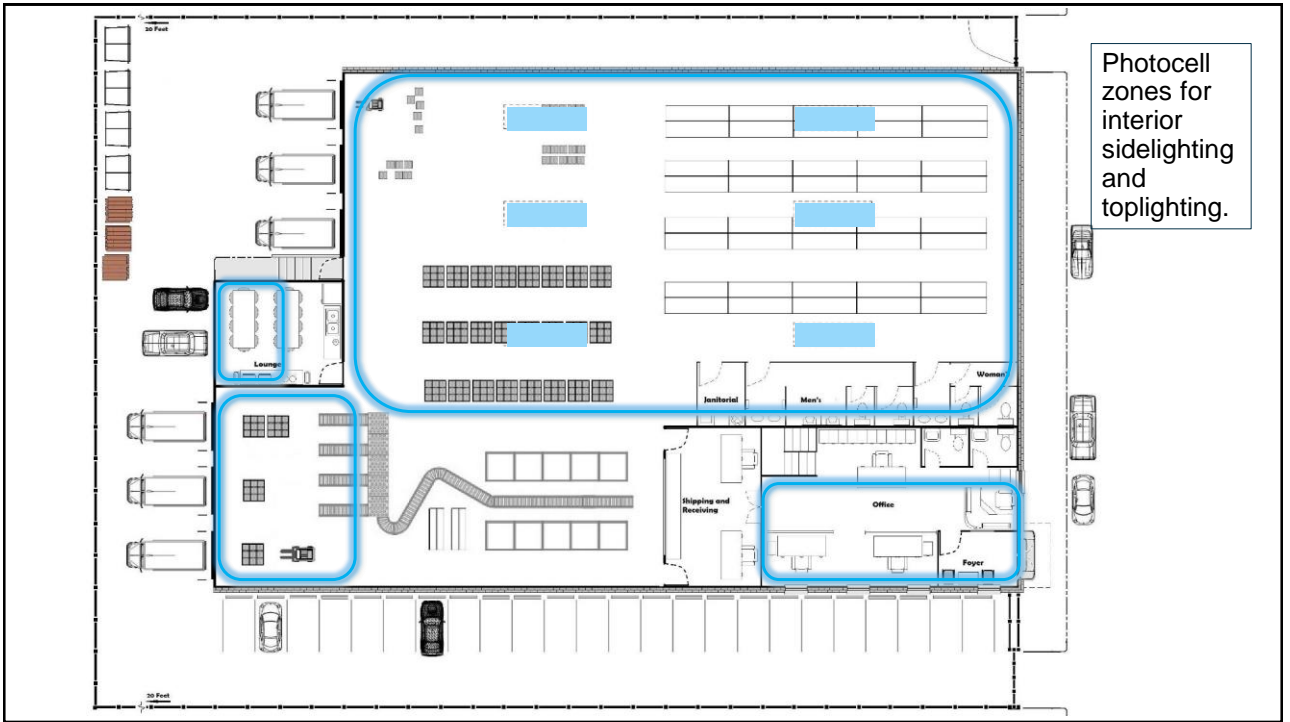 20 Feet
Photocell
zones for
interior
sidelighting
and
toplighting.
Lounge
Woman's
Janitorial
Men's
Shipping and
Receiving
Office
Foyer
20 Feet